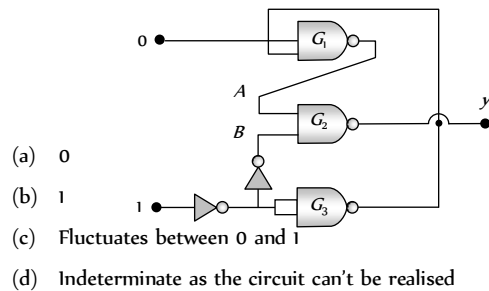 0
G1
A
y
G2
B
(a) 0
(b) 1
1
G3
(c) Fluctuates between 0 and 1
(d) Indeterminate as the circuit can't be realised